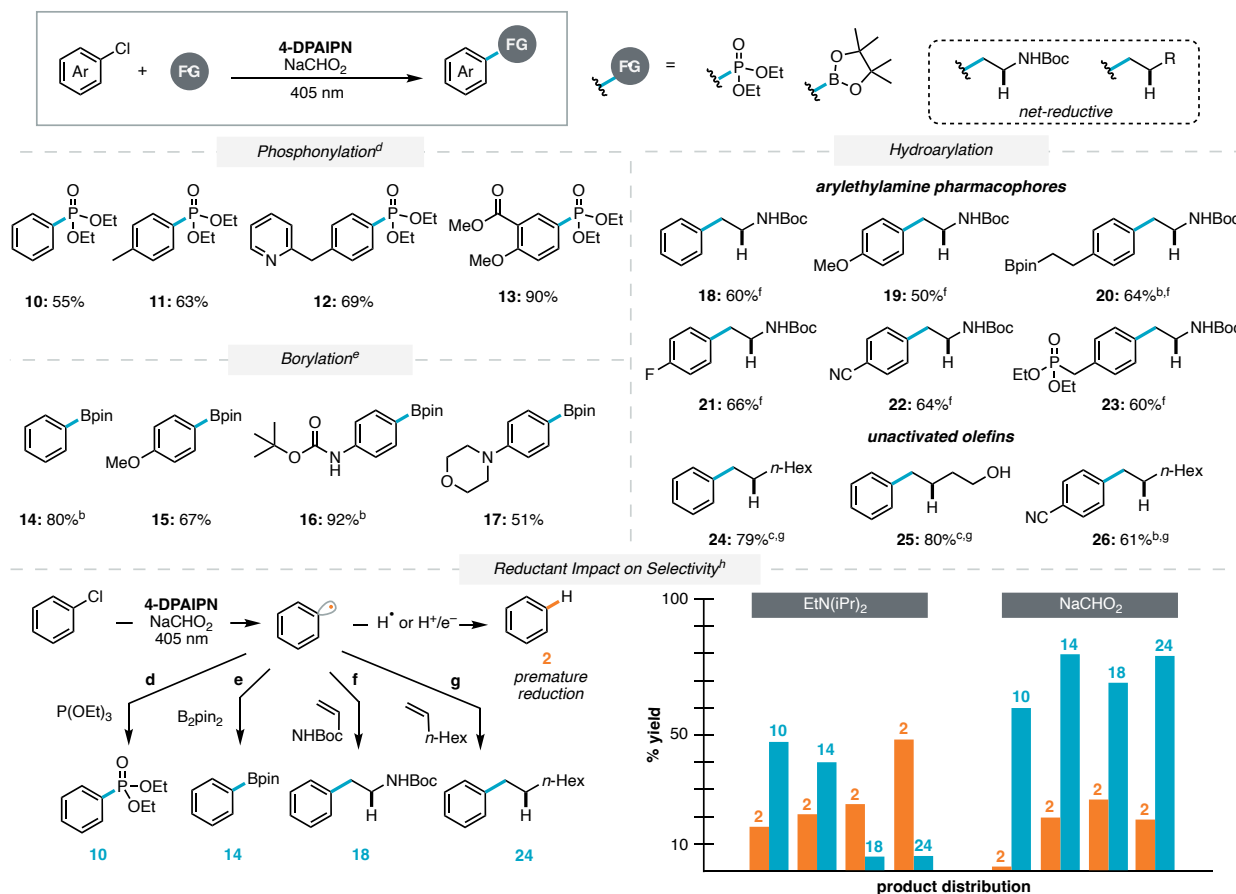 Cl
Ar
+
FG
4-DPAIPN
NaCHO2
405 nm
Ar
FG
FG
=
O
P
OEt
OEt
O
B
O
NHBoc
H
R
H
net-reductive
Phosphonylation^d
O
P
OEt
OEt
10: 55%
O
P
OEt
OEt
11: 63%
N
O
P
OEt
OEt
12: 69%
O
MeO
MeO
O
P
OEt
OEt
13: 90%
Borylation^e
Bpin
14: 80%^b
MeO
Bpin
15: 67%
O
O
N
H
Bpin
16: 92%^b
O
N
Bpin
17: 51%
Hydroarylation
arylethylamine pharmacophores
NHBoc
H
18: 60%^f
MeO
NHBoc
H
19: 50%^f
Bpin
NHBoc
H
20: 64%^b,f
F
NHBoc
H
21: 66%^f
NC
NHBoc
H
22: 64%^f
O
EtO
P
O
Et
NHBoc
H
23: 60%^f
unactivated olefins
n-Hex
H
24: 79%^c,g
OH
H
25: 80%^c,g
NC
n-Hex
H
26: 61%^b,g
Reductant Impact on Selectivity^h
Cl
4-DPAIPN
NaCHO2
405 nm
H• or H+/e–
H
2
premature
reduction
d
e
f
g
P(OEt)3
B2pin2
NHBoc
n-Hex
O
P
OEt
OEt
10
Bpin
14
NHBoc
H
18
n-Hex
H
24
EtN(iPr)2
NaCHO2
% yield
100
50
10
2
10
2
14
2
18
2
24
2
10
2
14
2
18
2
24
product distribution